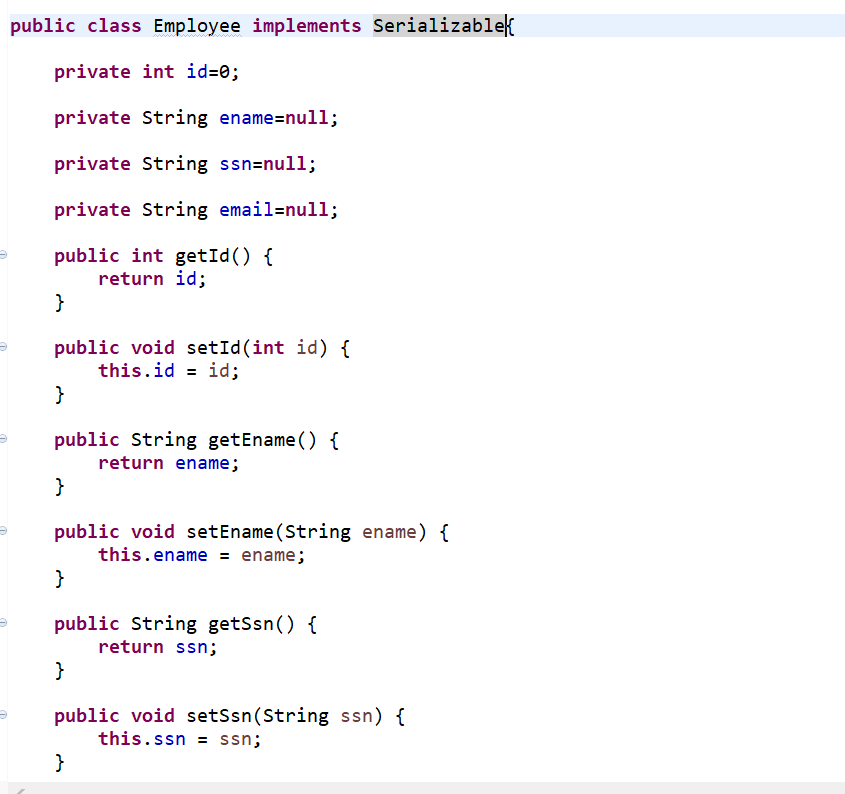 public class Employee implements Serializable{
private int id=0;
private String ename=null;
private String ssn=null;
private String email=null;
public int getId() {
return id;
}
public void setId(int id) {
this.id = id;
}
public String getEname() {
return ename;
}
public void setEname(String ename) {
this.ename = ename;
}
public String getSsn() {
return ssn;
}
public void setSsn(String ssn) {
this.ssn = ssn;
}